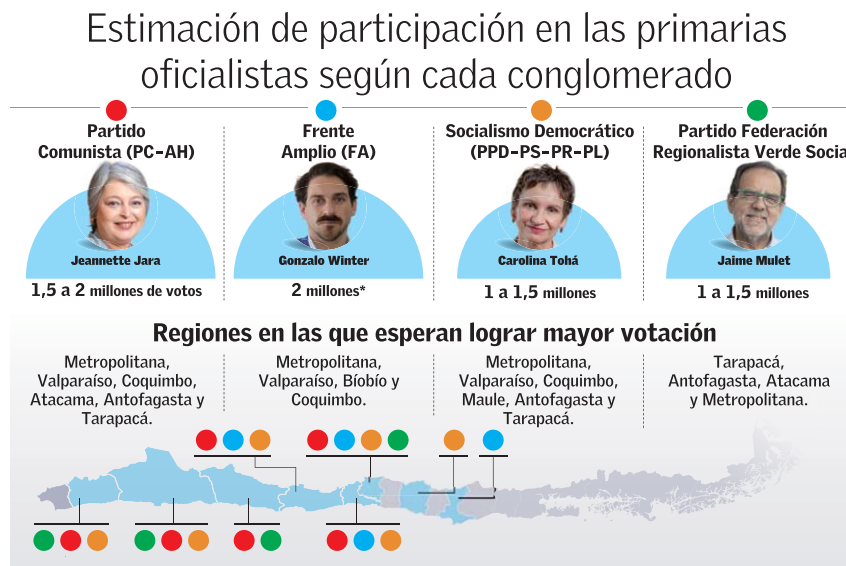 Estimación de participación en las primarias
oficialistas según cada conglomerado
Partido
Comunista (PC-AH)
Jeannette Jara
1,5 a 2 millones de votos
Frente
Amplio (FA)
Gonzalo Winter
2 millones*
Socialismo Democrático
(PPD-PS-PR-PL)
Carolina Tohá
1 a 1,5 millones
Partido Federación
Regionalista Verde Socia
Jaime Mulet
1 a 1,5 millones
Regiones en las que esperan lograr mayor votación
Metropolitana,
Valparaíso, Coquimbo,
Atacama, Antofagasta y
Tarapacá.
Metropolitana,
Valparaíso, Bíobío y
Coquimbo.
Metropolitana,
Valparaíso, Coquimbo,
Maule, Antofagasta y
Tarapacá.
Tarapacá,
Antofagasta, Atacama
y Metropolitana.